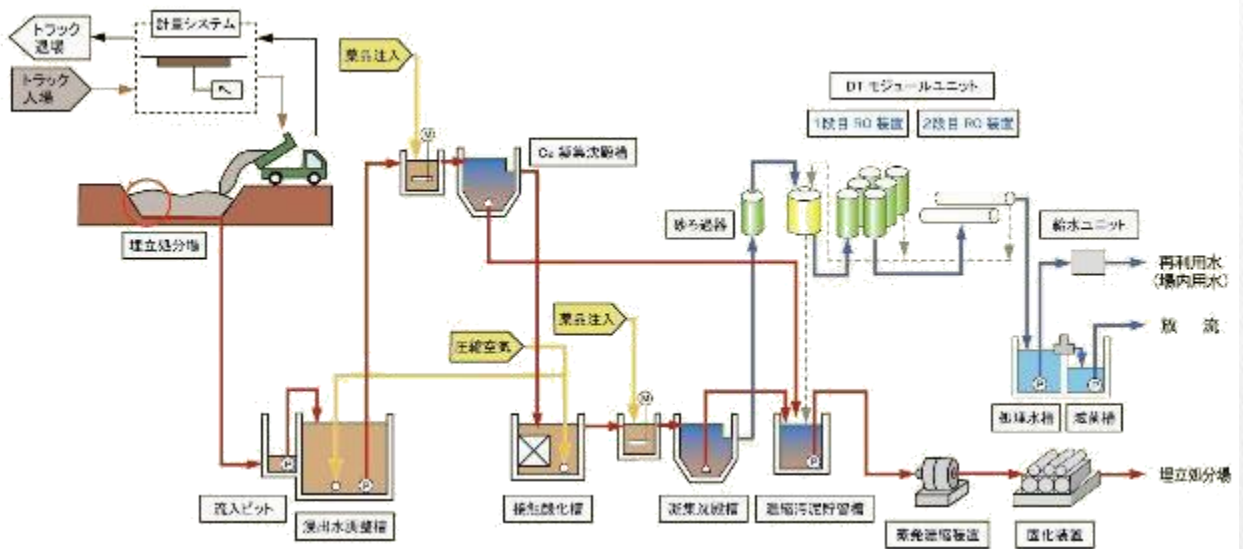 トラック
退場
計量システム
トラック
入場
薬品注入
DTモジュールユニット
1段目 RO 装置
2段目 RO 装置
Ca 凝集沈殿槽
埋立処分場
砂ろ過器
給水ユニット
再利用水
(場内用水)
薬品注入
圧縮空気
放 流
処理水槽
滅菌槽
埋立処分場
流入ピット
浸出水調整槽
接触酸化槽
凝集沈殿槽
濃縮汚泥貯留槽
蒸発濃縮装置
固化装置
M
M
P
P
P
P
P